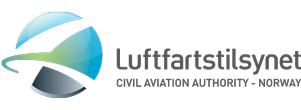 Luftfartstilsynet
CIVIL AVIATION AUTHORITY - NORWAY